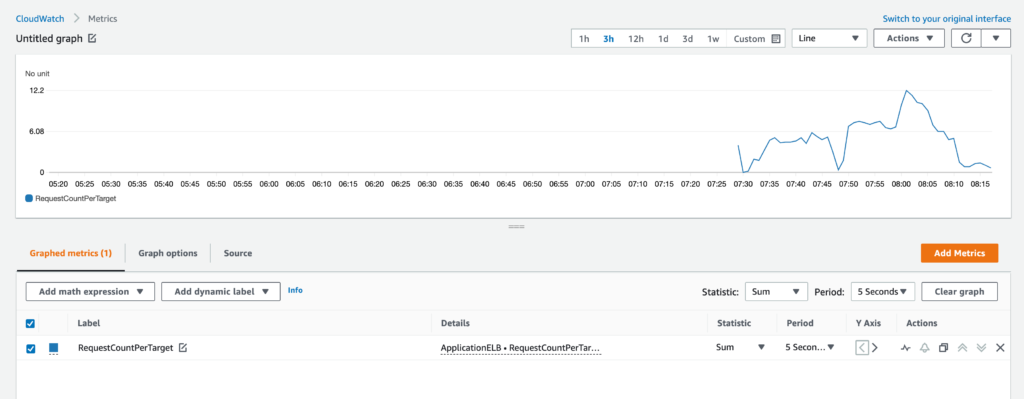 CloudWatch > Metrics
Switch to your original interface
Untitled graph
1h 3h 12h 1d 3d 1w Custom Line Actions
No unit
12.2
6.08
0
05:20 05:25 05:30 05:35 05:40 05:45 05:50 05:55 06:00 06:05 06:10 06:15 06:20 06:25 06:30 06:35 06:40 06:45 06:50 06:55 07:00 07:05 07:10 07:15 07:20 07:25 07:30 07:35 07:40 07:45 07:50 07:55 08:00 08:05 08:10 08:15
RequestCountPerTarget
Graphed metrics (1) Graph options Source Add Metrics
Add math expression Add dynamic label Info Statistic: Sum Period: 5 Seconds Clear graph
Label Details Statistic Period Y Axis Actions
RequestCountPerTarget ApplicationELB • RequestCountPerTar... Sum 5 Secon...